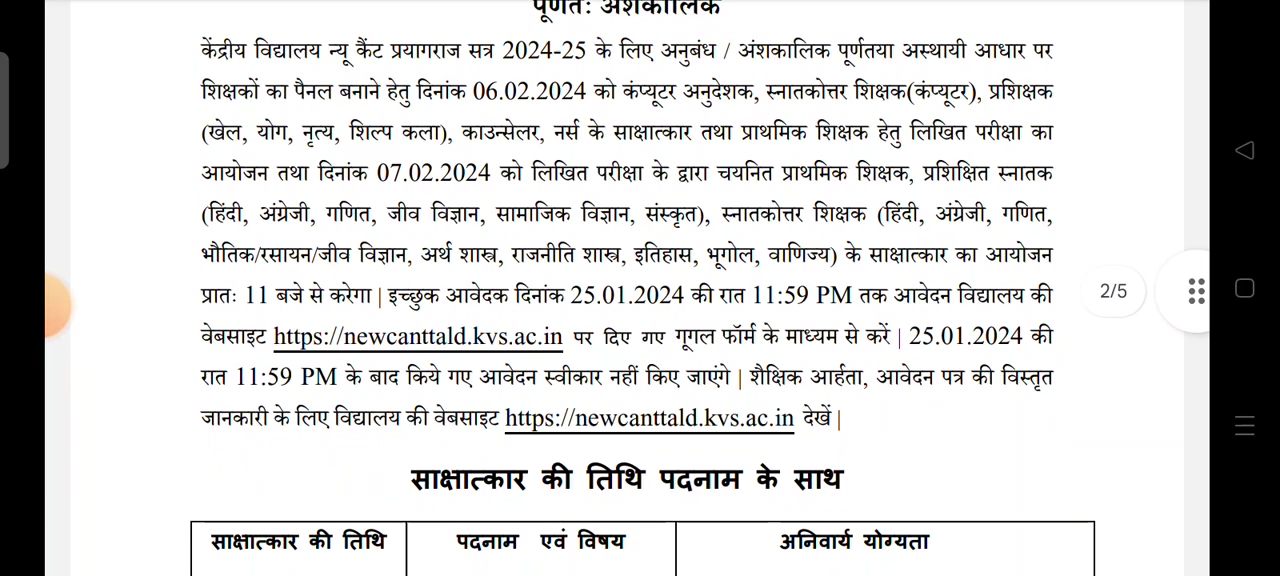 पूर्णत: अंशकालिक
केंद्रीय विद्यालय न्यू कैंट प्रयागराज सत्र 2024-25 के लिए अनुबंध / अंशकालिक पूर्णतया अस्थायी आधार पर
शिक्षकों का पैनल बनाने हेतु दिनांक 06.02.2024 को कंप्यूटर अनुदेशक, स्नातकोत्तर शिक्षक(कंप्यूटर), प्रशिक्षक
(खेल, योग, नृत्य, शिल्प कला), काउन्सेलर, नर्स के साक्षात्कार तथा प्राथमिक शिक्षक हेतु लिखित परीक्षा का
आयोजन तथा दिनांक 07.02.2024 को लिखित परीक्षा के द्वारा चयनित प्राथमिक शिक्षक, प्रशिक्षित स्नातक
(हिंदी, अंग्रेजी, गणित, जीव विज्ञान, सामाजिक विज्ञान, संस्कृत), स्नातकोत्तर शिक्षक (हिंदी, अंग्रेजी, गणित,
भौतिक/रसायन/जीव विज्ञान, अर्थ शास्त्र, राजनीति शास्त्र, इतिहास, भूगोल, वाणिज्य) के साक्षात्कार का आयोजन
प्रातः 11 बजे से करेगा | इच्छुक आवेदक दिनांक 25.01.2024 की रात 11:59 PM तक आवेदन विद्यालय की
वेबसाइट https://newcanttald.kvs.ac.in पर दिए गए गूगल फॉर्म के माध्यम से करें | 25.01.2024 की
रात 11:59 PM के बाद किये गए आवेदन स्वीकार नहीं किए जाएंगे | शैक्षिक आर्हता, आवेदन पत्र की विस्तृत
जानकारी के लिए विद्यालय की वेबसाइट https://newcanttald.kvs.ac.in देखें |
2/5
साक्षात्कार की तिथि पदनाम के साथ
साक्षात्कार की तिथि पदनाम एवं विषय अनिवार्य योग्यता